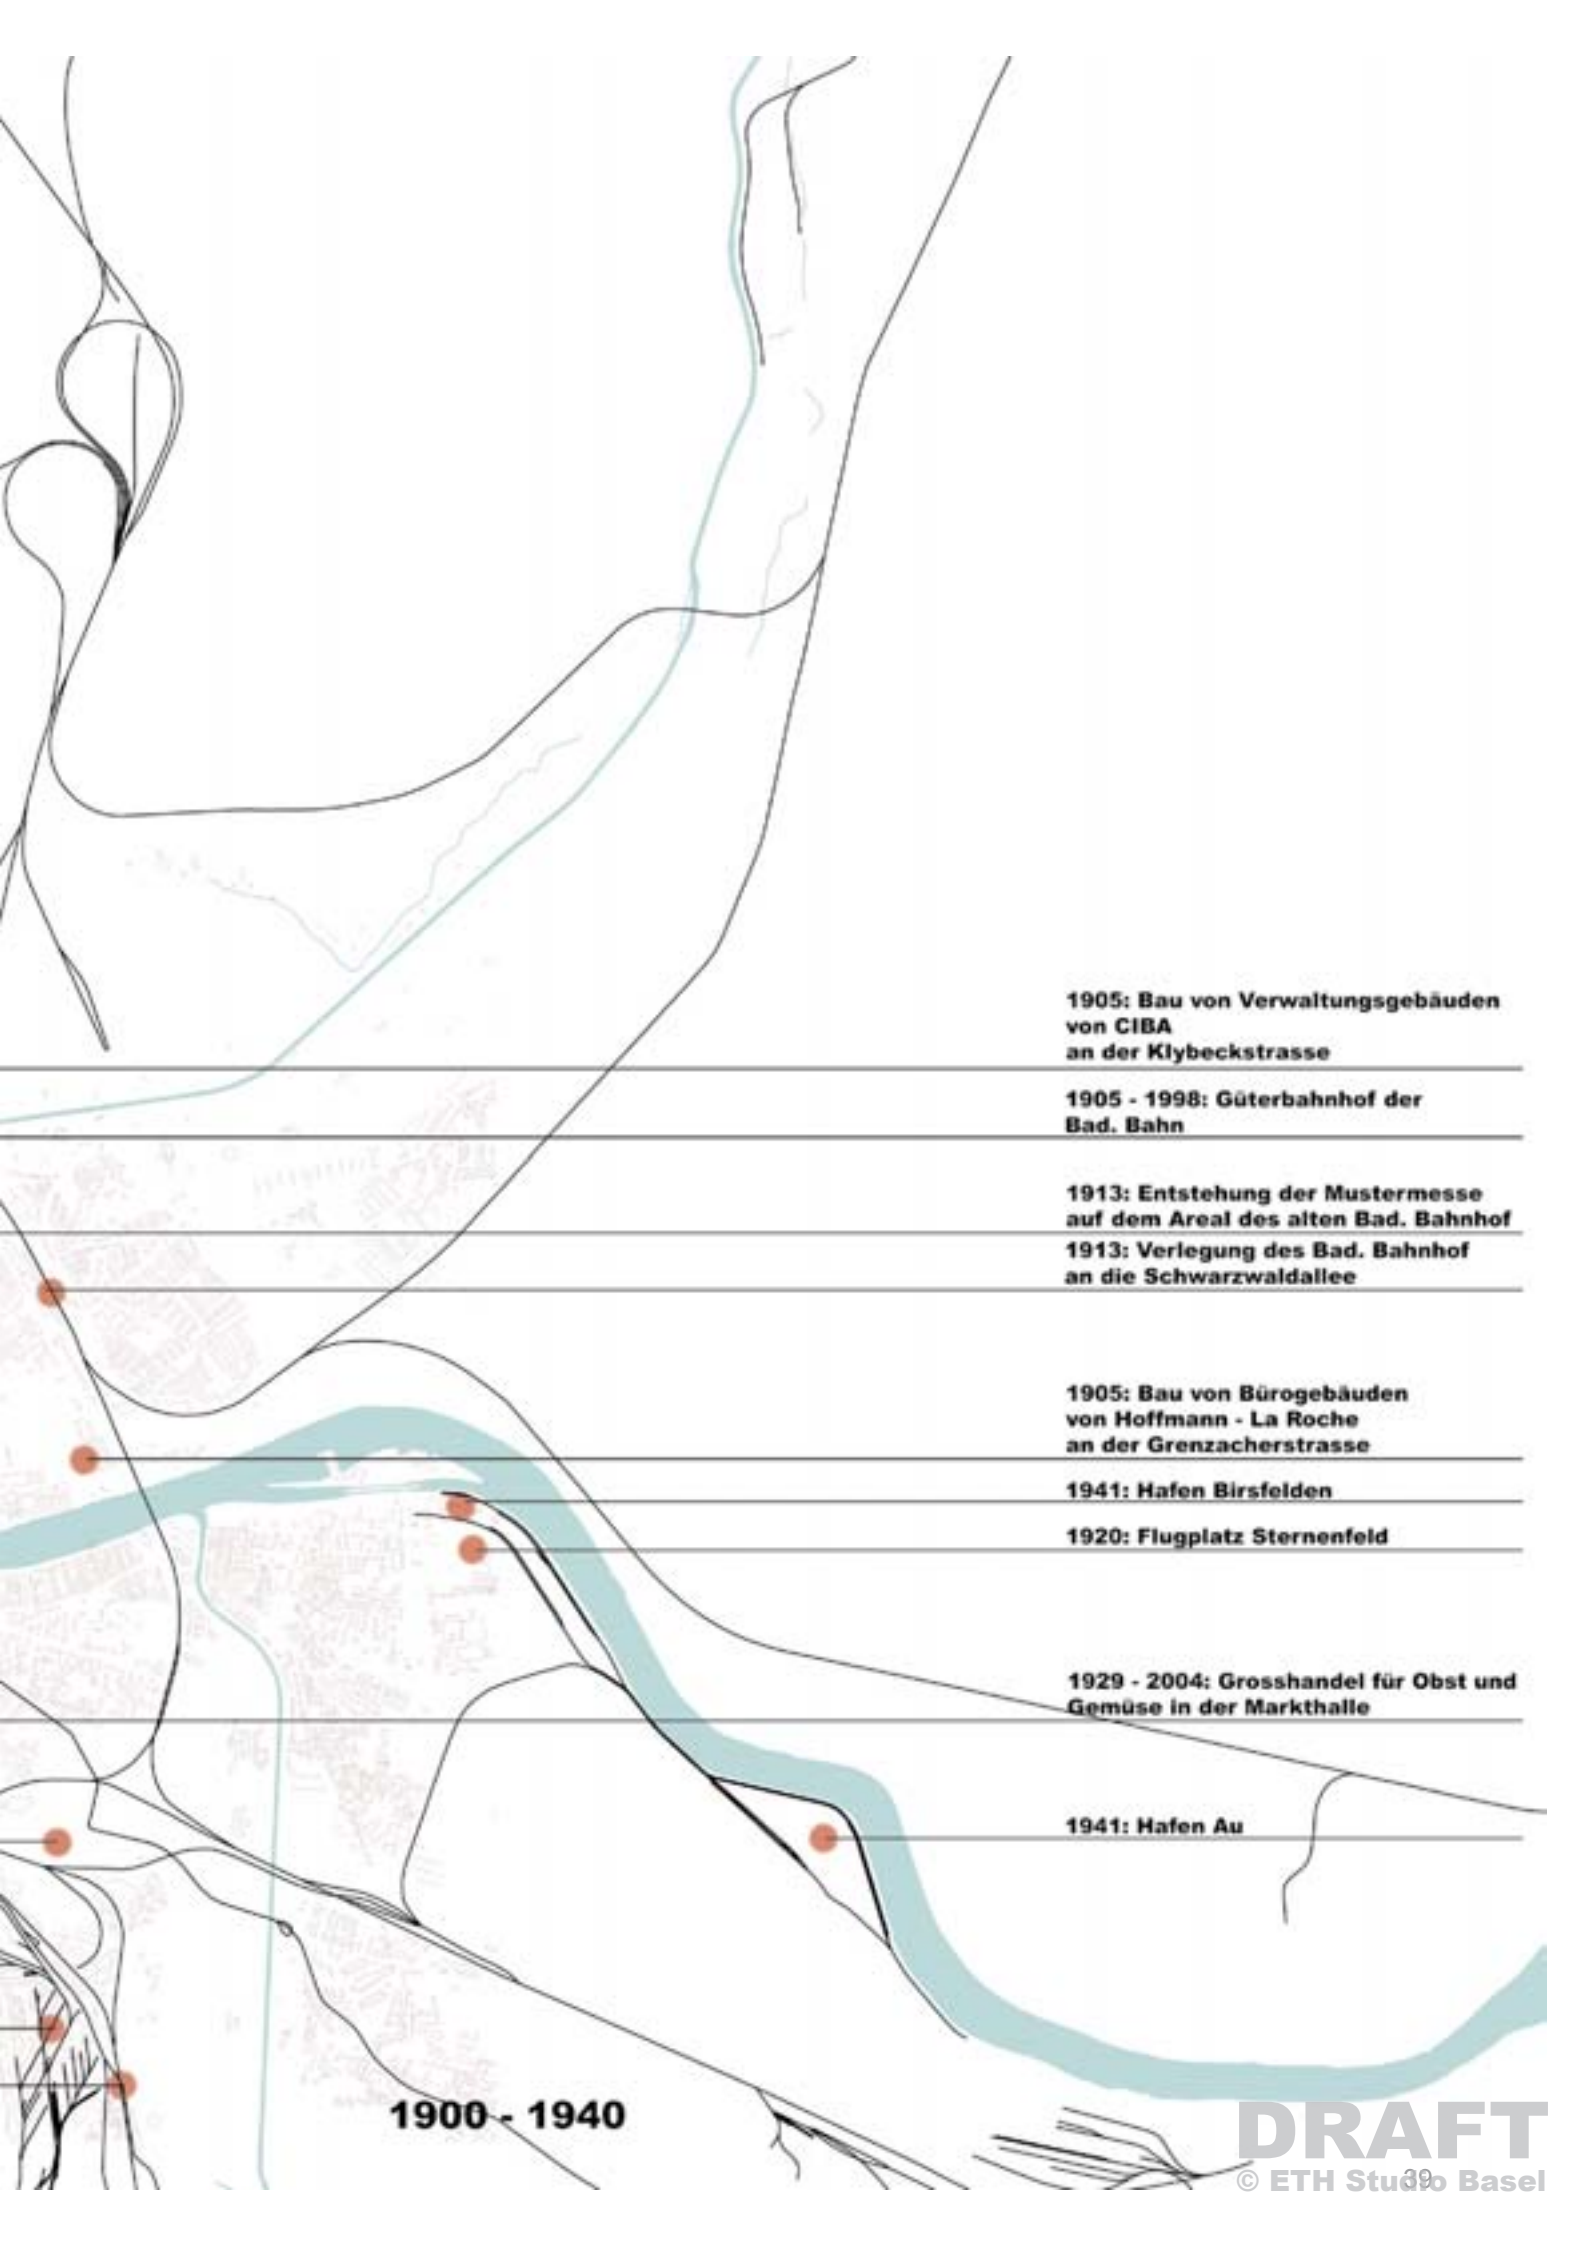 1905: Bau von Verwaltungsgebäuden
von CIBA
an der Klybeckstrasse
1905 - 1998: Güterbahnhof der
Bad. Bahn
1913: Entstehung der Mustermesse
auf dem Areal des alten Bad. Bahnhof
1913: Verlegung des Bad. Bahnhof
an die Schwarzwaldallee
1905: Bau von Bürogebäuden
von Hoffmann - La Roche
an der Grenzacherstrasse
1941: Hafen Birsfelden
1920: Flugplatz Sternenfeld
1929 - 2004: Grosshandel für Obst und
Gemüse in der Markthalle
1941: Hafen Au
1900 - 1940
DRAFT
© ETH Studio Basel
39